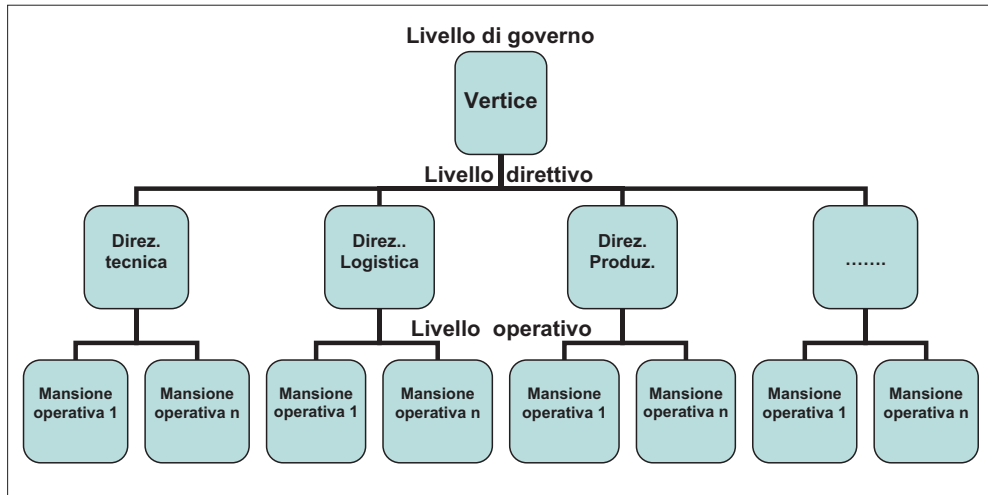 Livello di governo
Vertice
Livello direttivo
Direz.
tecnica
Direz..
Logistica
Direz.
Produz.
.......
Livello operativo
Mansione
operativa 1
Mansione
operativa n
Mansione
operativa 1
Mansione
operativa n
Mansione
operativa 1
Mansione
operativa n
Mansione
operativa 1
Mansione
operativa n